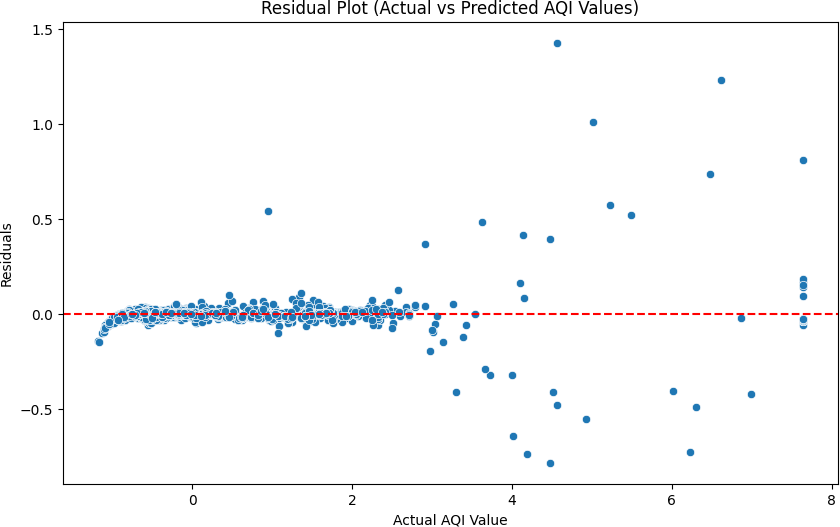 Residual Plot (Actual vs Predicted AQI Values)
1.5
1.0
0.5
0.0
−0.5
Residuals
0 2 4 6 8
Actual AQI Value